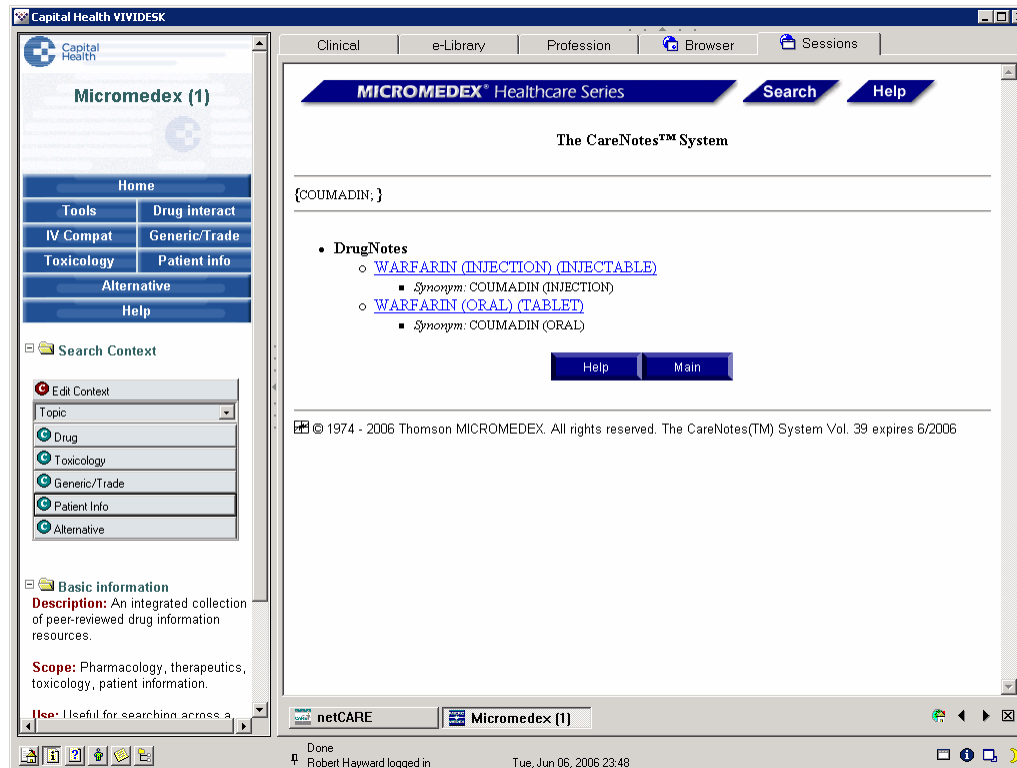 Capital Health VIVIDESK
Capital
Health
Micromedex (1)
Home
Tools
Drug interact
IV Compat
Generic/Trade
Toxicology
Patient info
Alternative
Help
Search Context
Edit Context
Topic
Drug
Toxicology
Generic/Trade
Patient Info
Alternative
Basic information
Description: An integrated collection
of peer-reviewed drug information
resources.
Scope: Pharmacology, therapeutics,
toxicology, patient information.
Use: Useful for searching across a
Clinical
e-Library
Profession
Browser
Sessions
MICROMEDEX® Healthcare Series
Search
Help
The CareNotes™ System
{COUMADIN; }
• DrugNotes
WARFARIN (INJECTION) (INJECTABLE)
Synonym: COUMADIN (INJECTION)
WARFARIN (ORAL) (TABLET)
Synonym: COUMADIN (ORAL)
Help
Main
© 1974 - 2006 Thomson MICROMEDEX. All rights reserved. The CareNotes(TM) System Vol. 39 expires 6/2006
netCARE
Micromedex (1)
Done
Robert Hayward logged in
Tue, Jun 06, 2006 23:48